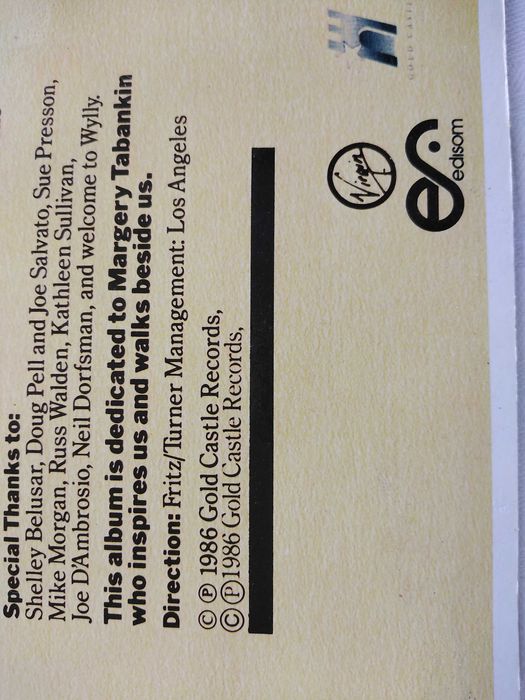 Special Thanks to:
Shelley Belusar, Doug Pell and Joe Salvato, Sue Presson,
Mike Morgan, Russ Walden, Kathleen Sullivan,
Joe D'Ambrosio, Neil Dorfsman, and welcome to Wylly.
This album is dedicated to Margery Tabankin
who inspires us and walks beside us.
Direction: Fritz/Turner Management: Los Angeles
© ℗ 1986 Gold Castle Records,
© ℗1986 Gold Castle Records,
GOLD CASTLE
Virgin
edisom